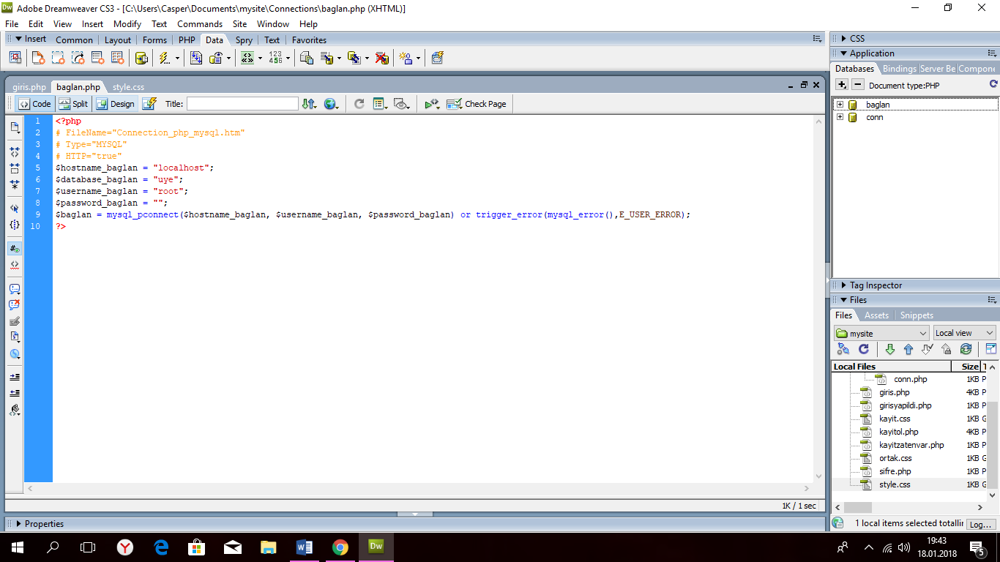 Adobe Dreamweaver CS3 - [C:\Users\Casper\Documents\mysite\Connections\baglan.php (XHTML)]
File Edit View Insert Modify Text Commands Site Window Help
Insert Common Layout Forms PHP Data Spry Text Favorites
giris.php baglan.php style.css
Code Split Design Title: Check Page
1 <?php
2 # FileName="Connection_php_mysql.htm"
3 # Type="MYSQL"
4 # HTTP="true"
5 $hostname_baglan = "localhost";
6 $database_baglan = "uye";
7 $username_baglan = "root";
8 $password_baglan = "";
9 $baglan = mysql_pconnect($hostname_baglan, $username_baglan, $password_baglan) or trigger_error(mysql_error(),E_USER_ERROR);
10 ?>
1K / 1 sec
Properties
CSS
Application
Databases Bindings Server Be Compone
Document type:PHP
baglan
conn
Tag Inspector
Files
Files Assets Snippets
mysite Local view
Local Files Size T
conn.php 1KB P
giris.php 4KB P
girisyapildi.php 1KB P
kayit.css 1KB C
kayitol.php 4KB P
kayitzatenvar.php 1KB P
ortak.css 1KB C
sifre.php 1KB P
style.css 1KB C
1 local items selected totallin Log...
19:43
18.01.2018
5